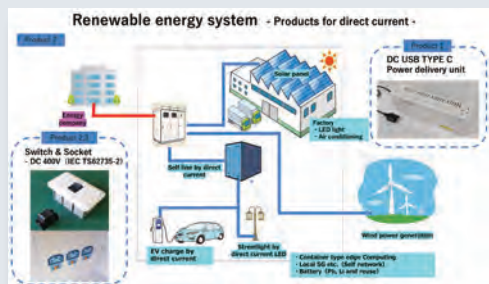 Renewable energy system - Products for direct current -
Product 2
Product 1
DC USB TYPE C
Power delivery unit
Solar panel
Energy
company
Factory
・LED light
・Air conditioning
Product 2,3
Switch & Socket
- DC 400V (IEC TS62735-2)
Self line by direct
current
Wind power generation
EV charge by
direct current
Streetlight by
direct current LED
・Container type edge Computing
・Local 5G etc. (Self network)
・Battery (Pb, Li and reuse)